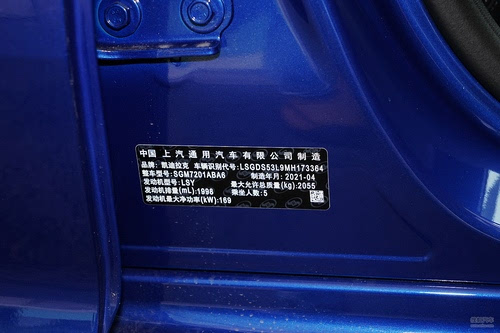 中国 上汽通用汽车有限公司制造
品牌: 凯迪拉克 车辆识别代号: LSGDS53L9MH173364
整车型号: SGM7201ABA6 制造年月: 2021-04
发动机型号: LSY 最大允许总质量(kg): 2055
发动机排量(mL): 1998 乘坐人数: 5
发动机最大净功率(kW): 169